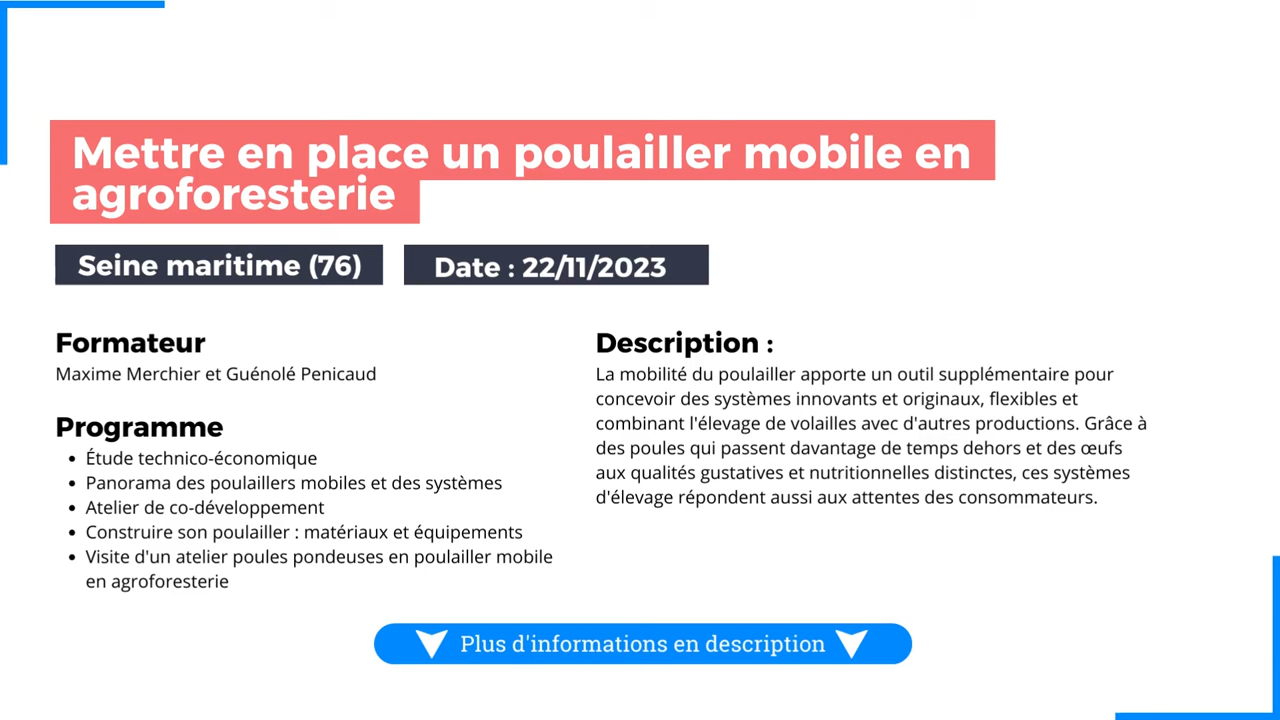 Mettre en place un poulailler mobile en
agroforesterie
Seine maritime (76)
Date : 22/11/2023
Formateur
Maxime Merchier et Guénolé Penicaud
Programme
• Étude technico-économique
• Panorama des poulaillers mobiles et des systèmes
• Atelier de co-développement
• Construire son poulailler : matériaux et équipements
• Visite d'un atelier poules pondeuses en poulailler mobile
en agroforesterie
Description :
La mobilité du poulailler apporte un outil supplémentaire pour
concevoir des systèmes innovants et originaux, flexibles et
combinant l'élevage de volailles avec d'autres productions. Grâce à
des poules qui passent davantage de temps dehors et des œufs
aux qualités gustatives et nutritionnelles distinctes, ces systèmes
d'élevage répondent aussi aux attentes des consommateurs.
Plus d'informations en description